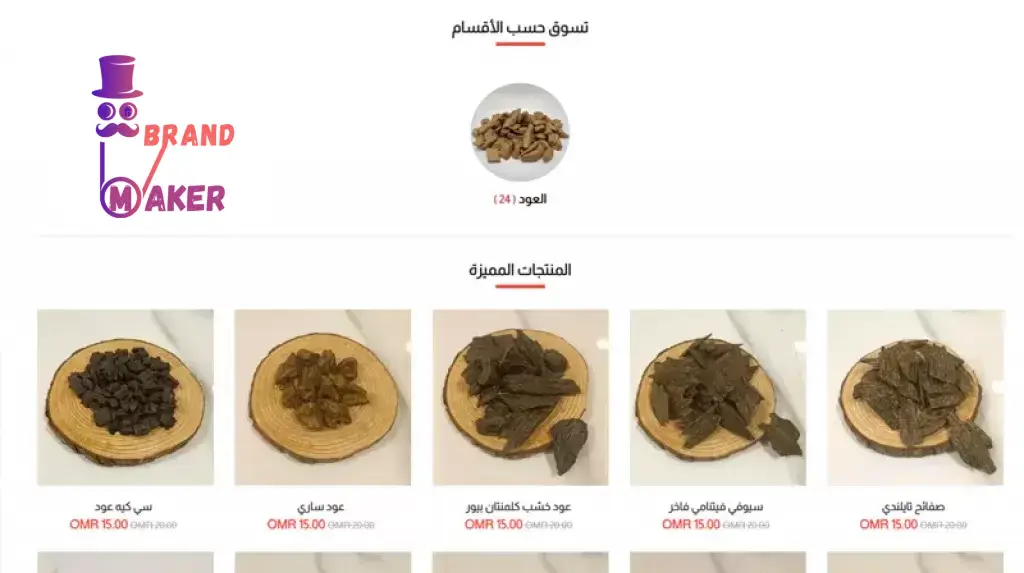 تسوق حسب الأقسام
BRAND
MAKER
العود (24)
المنتجات المميزة
صفائح تايلندي
OMR 15.00 OMR 20.00
سيوفي فيتنامي فاخر
OMR 15.00 OMR 20.00
عود خشب كلمنتان بيور
OMR 15.00 OMR 20.00
عود ساري
OMR 15.00 OMR 20.00
سي كيه عود
OMR 15.00 OMR 20.00